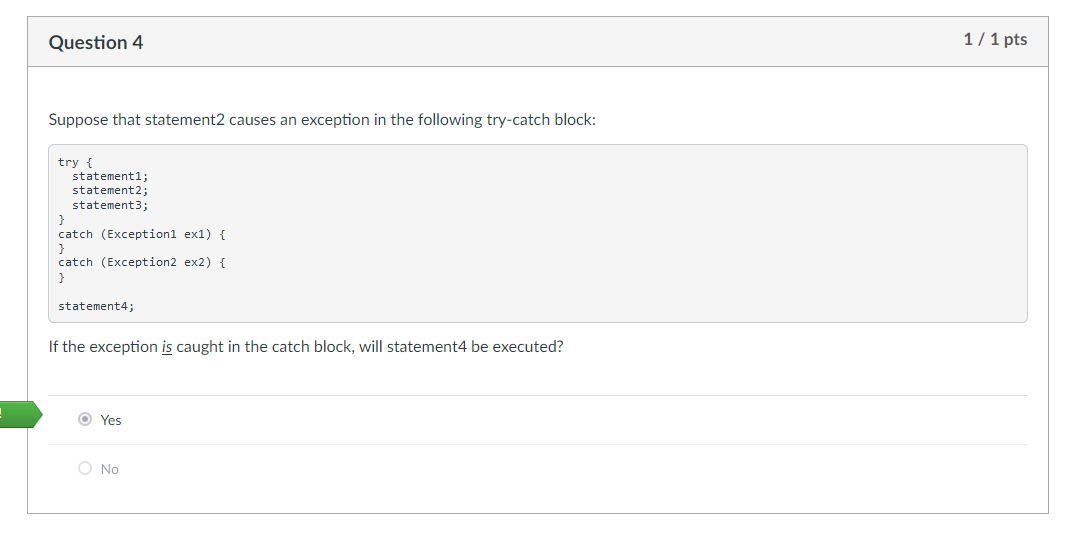 Question 4
1 / 1 pts
Suppose that statement2 causes an exception in the following try-catch block:
try {
  statement1;
  statement2;
  statement3;
}
catch (Exception1 ex1) {
}
catch (Exception2 ex2) {
}
statement4;
If the exception is caught in the catch block, will statement4 be executed?
Yes
No